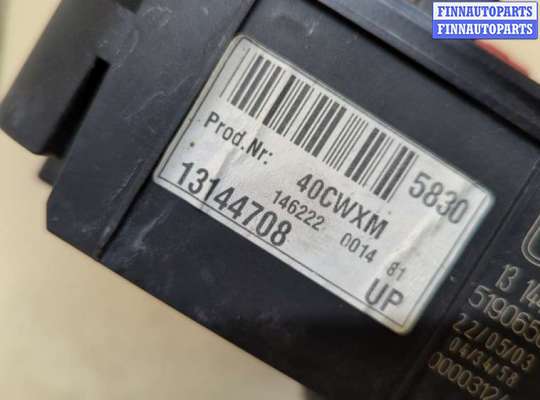 FINNAUTOPARTS
FINNAUTOPARTS
5830
Prod.Nr: 40CWXM
146222 0014 81
13144708
UP
13 144
519065
22/05/03
04/34/58
0000312